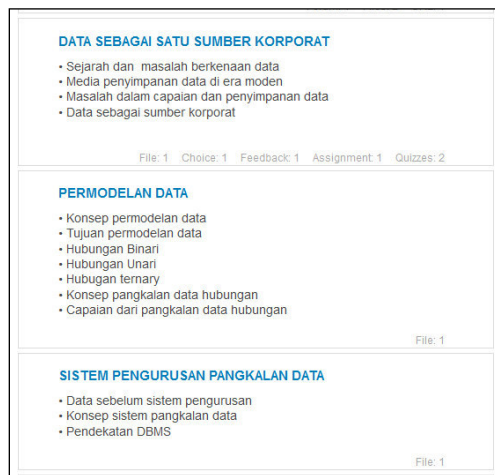 DATA SEBAGAI SATU SUMBER KORPORAT
• Sejarah dan masalah berkenaan data
• Media penyimpanan data di era moden
• Masalah dalam capaian dan penyimpanan data
• Data sebagai sumber korporat
File: 1 Choice: 1 Feedback: 1 Assignment: 1 Quizzes: 2
PERMODELAN DATA
• Konsep permodelan data
• Tujuan permodelan data
• Hubungan Binari
• Hubungan Unari
• Hubugan ternary
• Konsep pangkalan data hubungan
• Capaian dari pangkalan data hubungan
File: 1
SISTEM PENGURUSAN PANGKALAN DATA
• Data sebelum sistem pengurusan
• Konsep sistem pangkalan data
• Pendekatan DBMS
File: 1